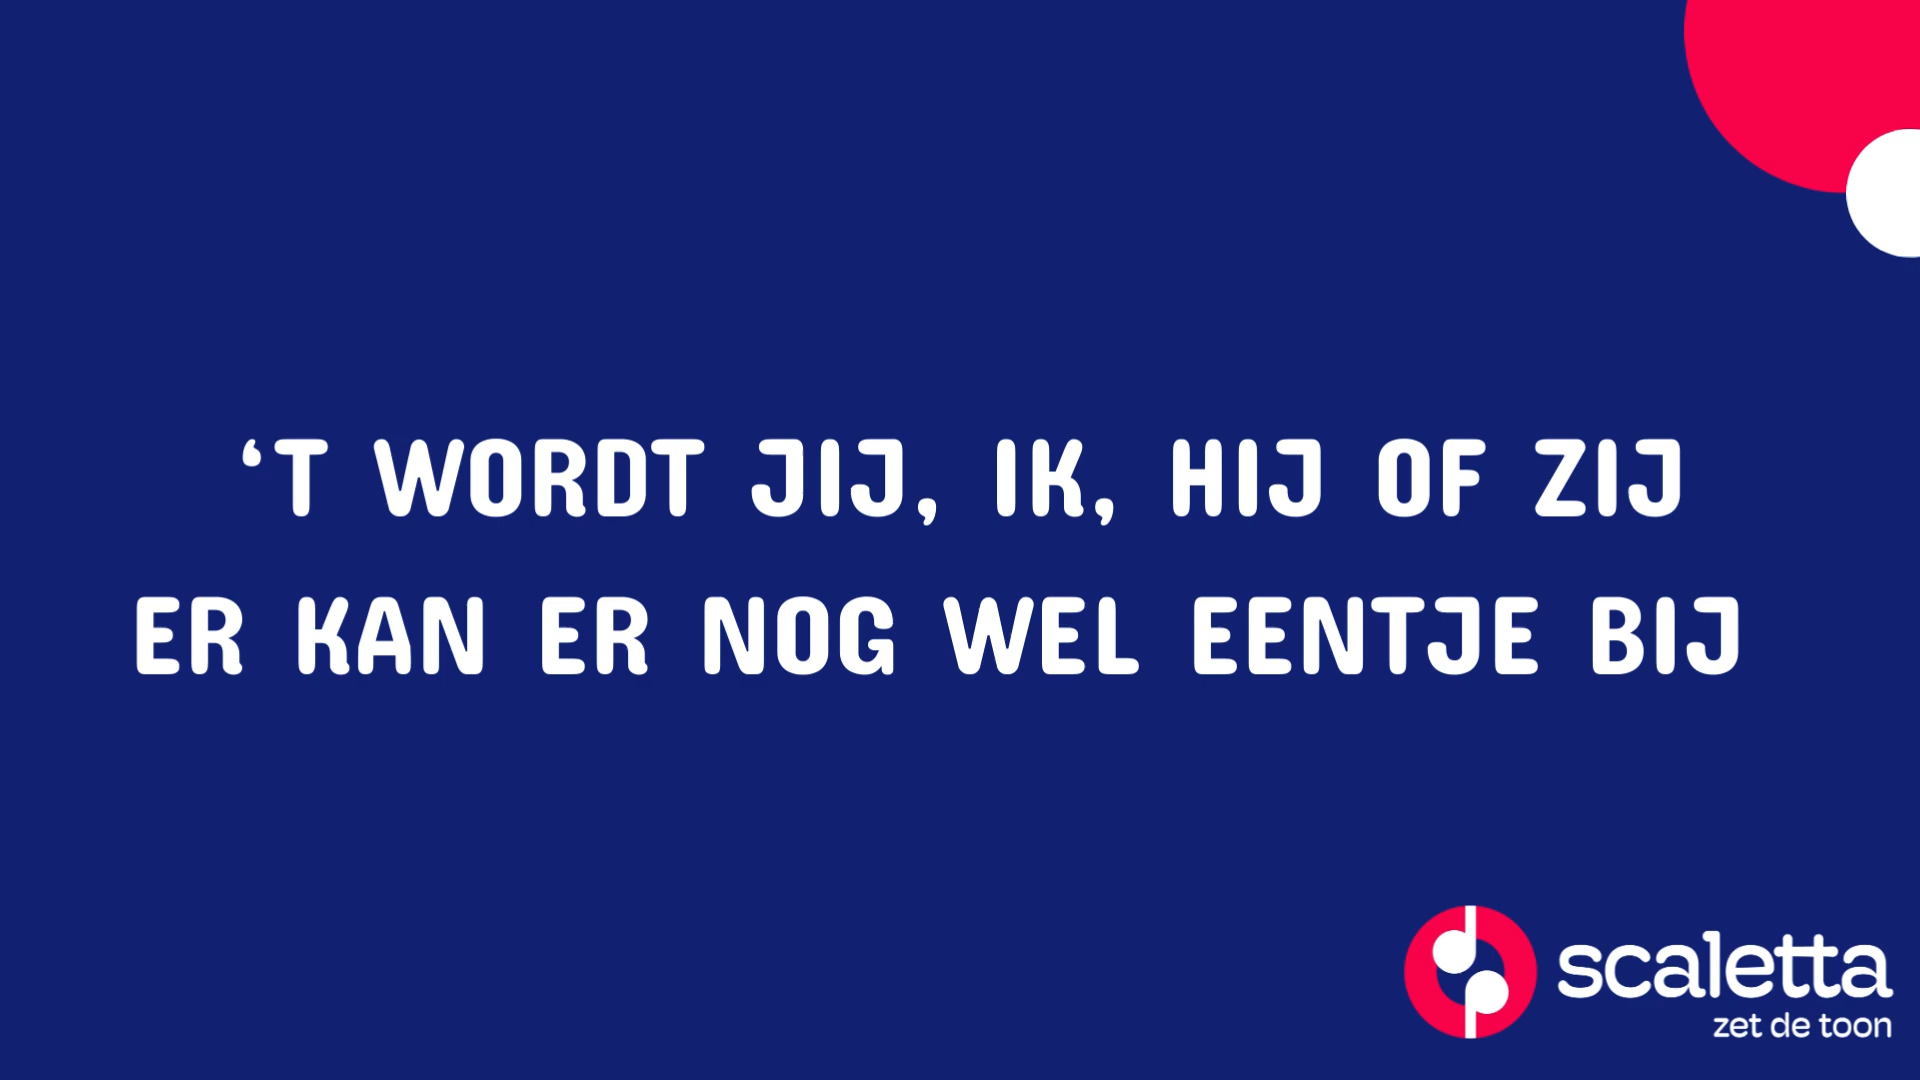 ‘T WORDT JIJ, IK, HIJ OF ZIJ
ER KAN ER NOG WEL EENTJE BIJ
scaletta
zet de toon